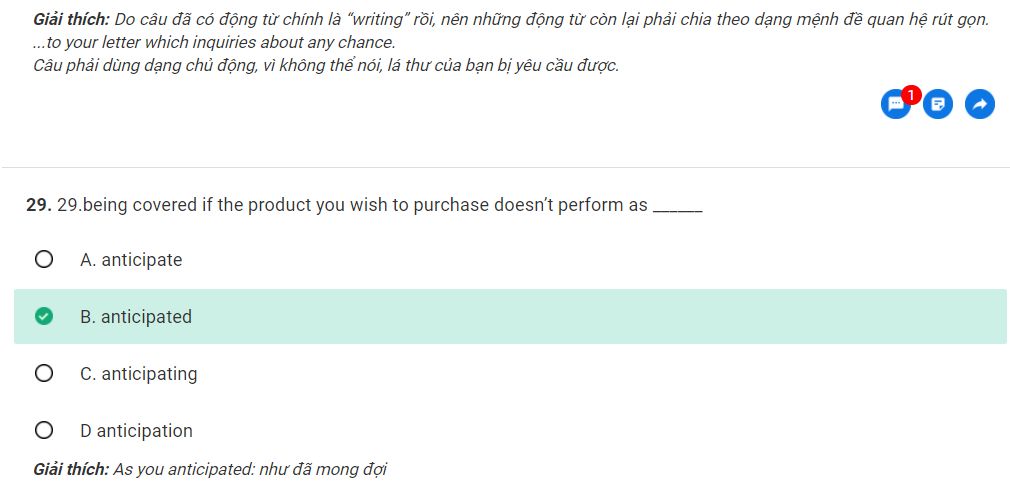 Giải thích: Do câu đã có động từ chính là “writing” rồi, nên những động từ còn lại phải chia theo dạng mệnh đề quan hệ rút gọn.
...to your letter which inquiries about any chance.
Câu phải dùng dạng chủ động, vì không thể nói, lá thư của bạn bị yêu cầu được.
1
29. 29.being covered if the product you wish to purchase doesn’t perform as ______
A. anticipate
B. anticipated
C. anticipating
D anticipation
Giải thích: As you anticipated: như đã mong đợi